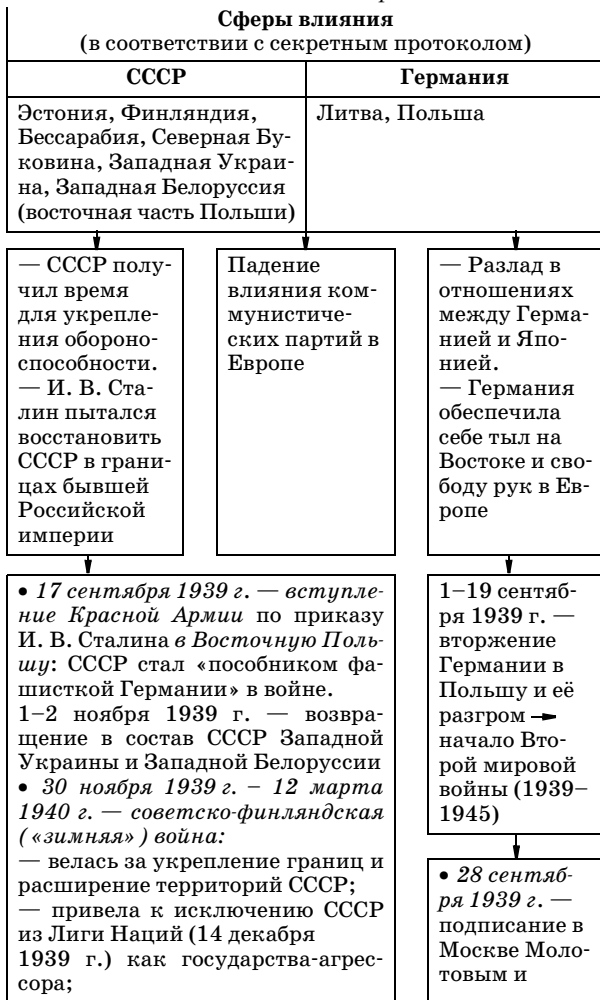 Сферы влияния
(в соответствии с секретным протоколом)
СССР
Германия
Эстония, Финляндия,
Бессарабия, Северная Бу-
ковина, Западная Украи-
на, Западная Белоруссия
(восточная часть Польши)
Литва, Польша
— СССР полу-
чил время
для укрепле-
ния обороно-
способности.
— И. В. Ста-
лин пытался
восстановить
СССР в грани-
цах бывшей
Российской
империи
Падение
влияния ком-
мунистиче-
ских партий в
Европе
— Разлад в
отношениях
между Герма-
нией и Япо-
нией.
— Германия
обеспечила
себе тыл на
Востоке и сво-
боду рук в Ев-
ропе
• 17 сентября 1939 г. — вступле-
ние Красной Армии по приказу
И. В. Сталина в Восточную Поль-
шу: СССР стал «пособником фа-
шисткой Германии» в войне.
1–2 ноября 1939 г. — возвра-
щение в состав СССР Западной
Украины и Западной Белоруссии
• 30 ноября 1939 г. – 12 марта
1940 г. — советско-финляндская
(«зимняя») война:
— велась за укрепление границ и
расширение территорий СССР;
— привела к исключению СССР
из Лиги Наций (14 декабря
1939 г.) как государства-агрес-
сора;
1–19 сентяб-
ря 1939 г. —
вторжение
Германии в
Польшу и её
разгром →
начало Вто-
рой мировой
войны (1939–
1945)
• 28 сентяб-
ря 1939 г. —
подписание в
Москве Моло-
товым и